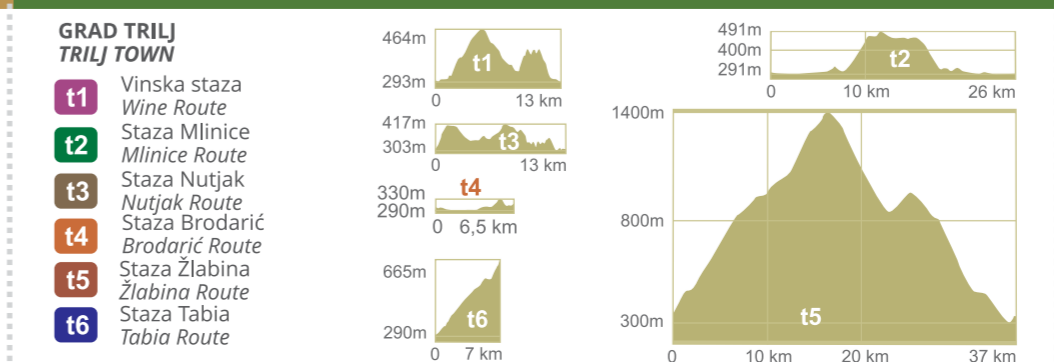 GRAD TRILJ
TRILJ TOWN
t1
Vinska staza
Wine Route
t2
Staza Mlinice
Mlinice Route
t3
Staza Nutjak
Nutjak Route
t4
Staza Brodarić
Brodarić Route
t5
Staza Žlabina
Žlabina Route
t6
Staza Tabia
Tabia Route
464m
t1
293m
0 13 km
417m
t3
303m
0 13 km
t4
330m
290m
0 6,5 km
665m
t6
290m
0 7 km
491m
400m
t2
291m
0 10 km 26 km
1400m
800m
300m
t5
0 10 km 20 km 37 km